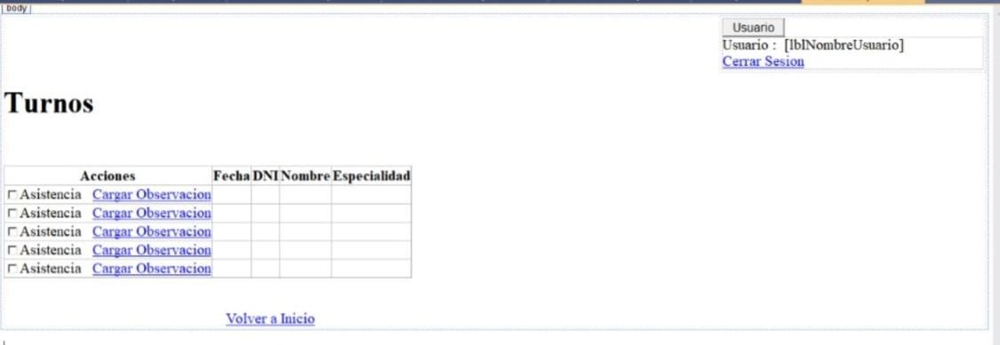 body
Usuario
Usuario : [lblNombreUsuario]
Cerrar Sesion
Turnos
Acciones Fecha DNI Nombre Especialidad
Asistencia Cargar Observacion
Asistencia Cargar Observacion
Asistencia Cargar Observacion
Asistencia Cargar Observacion
Asistencia Cargar Observacion
Volver a Inicio